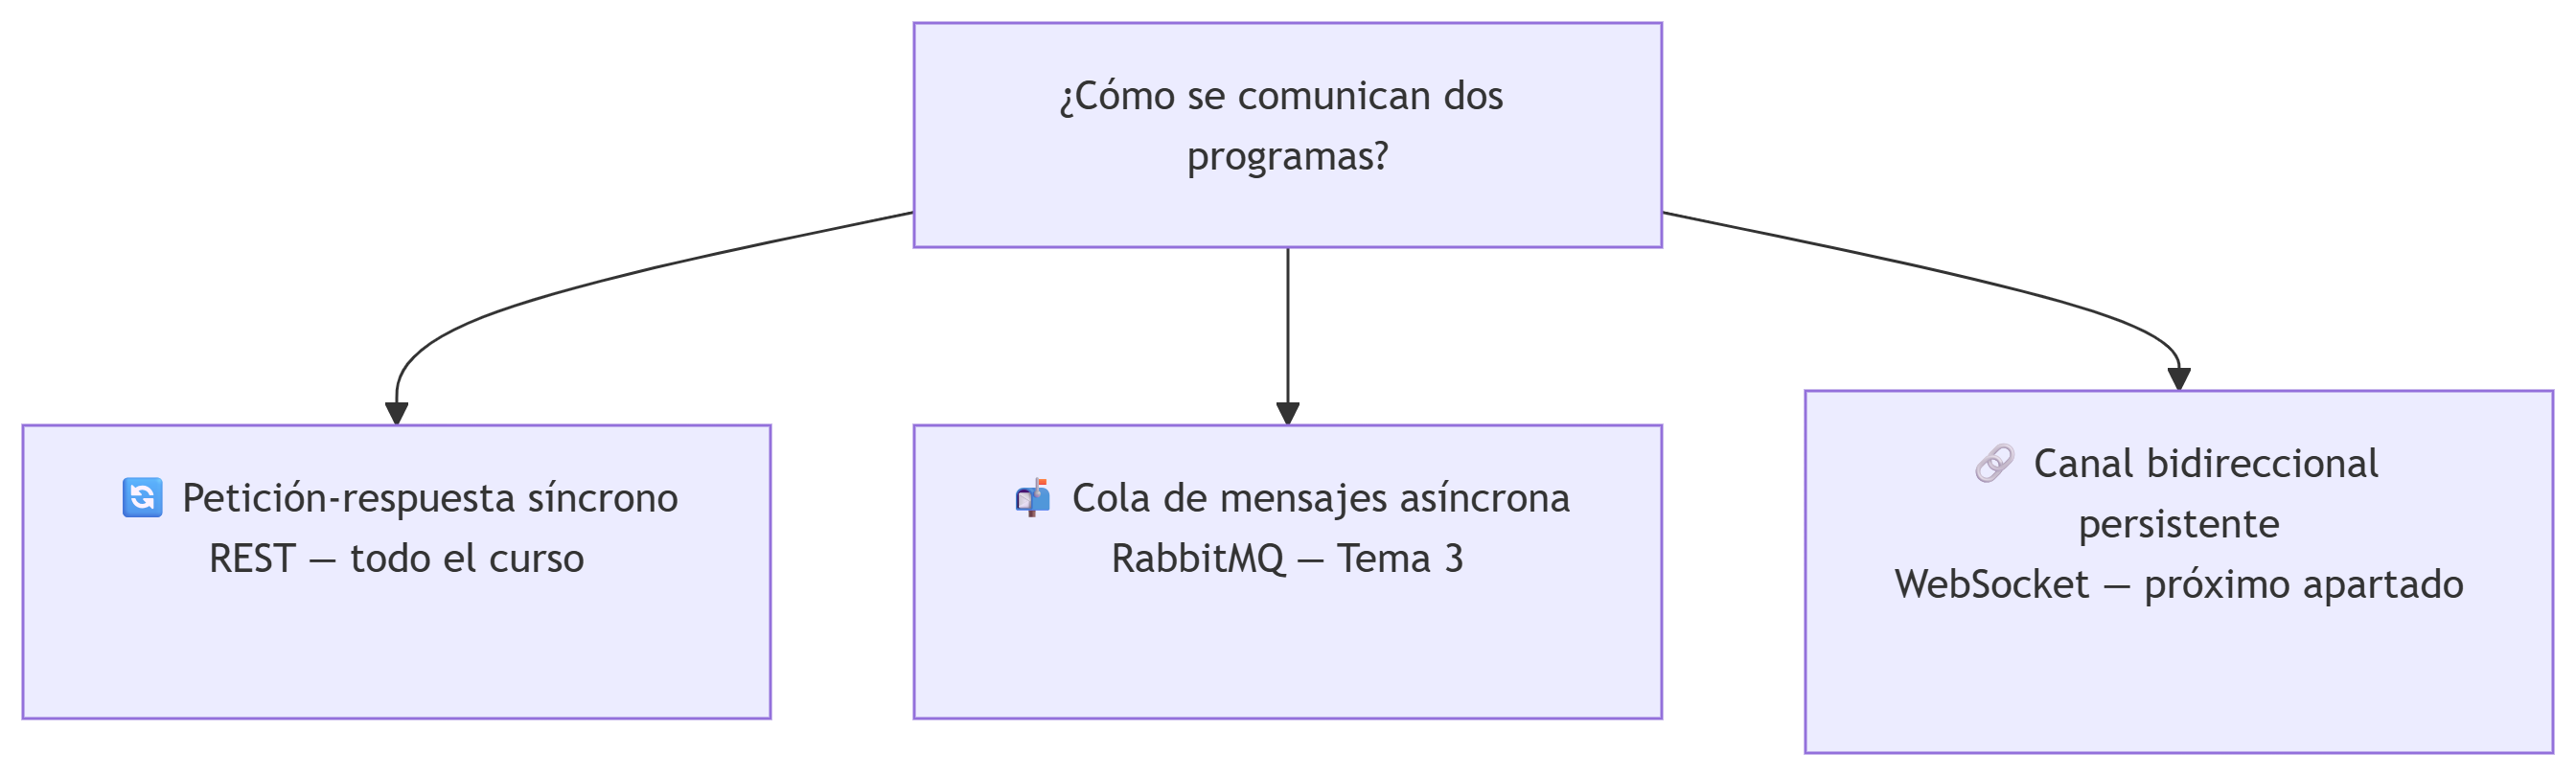 ¿Cómo se comunican dos
programas?
🔄 Petición-respuesta síncrono
REST — todo el curso
📬 Cola de mensajes asíncrona
RabbitMQ — Tema 3
🔗 Canal bidireccional
persistente
WebSocket — próximo apartado